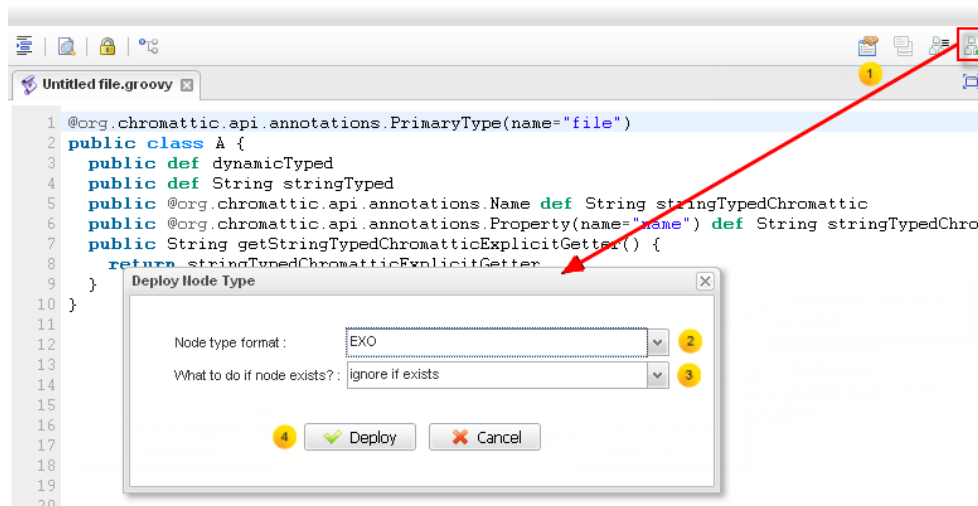 1
Untitled file.groovy
1 @org.chromattic.api.annotations.PrimaryType(name="file")
2 public class A {
3 public def dynamicTyped
4 public def String stringTyped
5 public @org.chromattic.api.annotations.Name def String stringTypedChromattic
6 public @org.chromattic.api.annotations.Property(name="name") def String stringTypedChro
7 public String getStringTypedChromatticExplicitGetter() {
8 return stringTypedChromatticExplicitGetter
9 }
10 }
11
12
13
14
15
16
17
18
19
20
Deploy Node Type
Node type format : EXO 2
What to do if node exists? : ignore if exists 3
4 Deploy Cancel